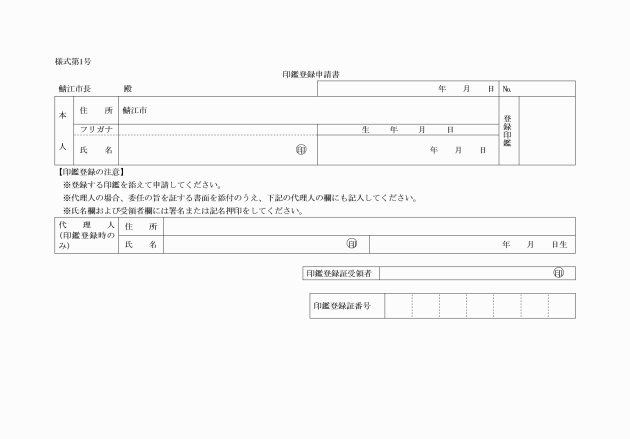 様式第1号
印鑑登録申請書
鯖江市長 殿 年 月 日 №
本人 住所 鯖江市 登録印鑑
フリガナ 生 年 月 日
氏名 ㊞ 年 月 日
【印鑑登録の注意】
※登録する印鑑を添えて申請してください。
※代理人の場合、委任の旨を証する書面を添付のうえ、下記の代理人の欄にも記入してください。
※氏名欄および受領者欄には署名または記名押印をしてください。
代理人 住所
(印鑑登録時の
み) 氏名 ㊞ 年 月 日生
印鑑登録証受領者 ㊞
印鑑登録証番号